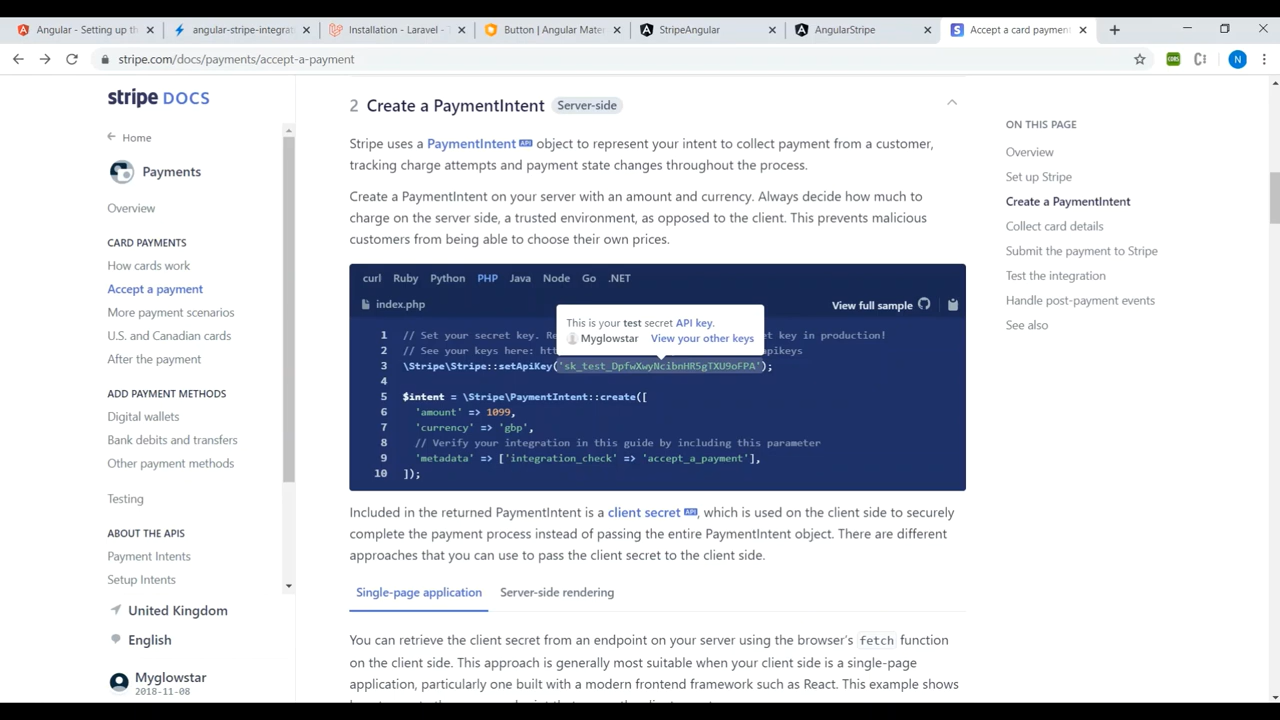 Angular - Setting up th
angular-stripe-integrat
Installation - Laravel - T
Button | Angular Mater
StripeAngular
AngularStripe
Accept a card payment
stripe.com/docs/payments/accept-a-payment
CORS
N
stripe DOCS
Home
Payments
Overview
CARD PAYMENTS
How cards work
Accept a payment
More payment scenarios
U.S. and Canadian cards
After the payment
ADD PAYMENT METHODS
Digital wallets
Bank debits and transfers
Other payment methods
Testing
ABOUT THE APIS
Payment Intents
Setup Intents
United Kingdom
English
Myglowstar
2018-11-08
2 Create a PaymentIntent Server-side
Stripe uses a PaymentIntent API object to represent your intent to collect payment from a customer,
tracking charge attempts and payment state changes throughout the process.
Create a PaymentIntent on your server with an amount and currency. Always decide how much to
charge on the server side, a trusted environment, as opposed to the client. This prevents malicious
customers from being able to choose their own prices.
curl Ruby Python PHP Java Node Go .NET
index.php
View full sample
This is your test secret API key.
Myglowstar View your other keys
1 // Set your secret key. Re key in production!
2 // See your keys here: ht apikeys
3 \Stripe\Stripe::setApiKey('sk_test_DpfwXwyNcibnHR5gTXU9oFPA');
4
5 $intent = \Stripe\PaymentIntent::create([
6 'amount' => 1099,
7 'currency' => 'gbp',
8 // Verify your integration in this guide by including this parameter
9 'metadata' => ['integration_check' => 'accept_a_payment'],
10 ]);
Included in the returned PaymentIntent is a client secret API, which is used on the client side to securely
complete the payment process instead of passing the entire PaymentIntent object. There are different
approaches that you can use to pass the client secret to the client side.
Single-page application Server-side rendering
You can retrieve the client secret from an endpoint on your server using the browser's fetch function
on the client side. This approach is generally most suitable when your client side is a single-page
application, particularly one built with a modern frontend framework such as React. This example shows
ON THIS PAGE
Overview
Set up Stripe
Create a PaymentIntent
Collect card details
Submit the payment to Stripe
Test the integration
Handle post-payment events
See also